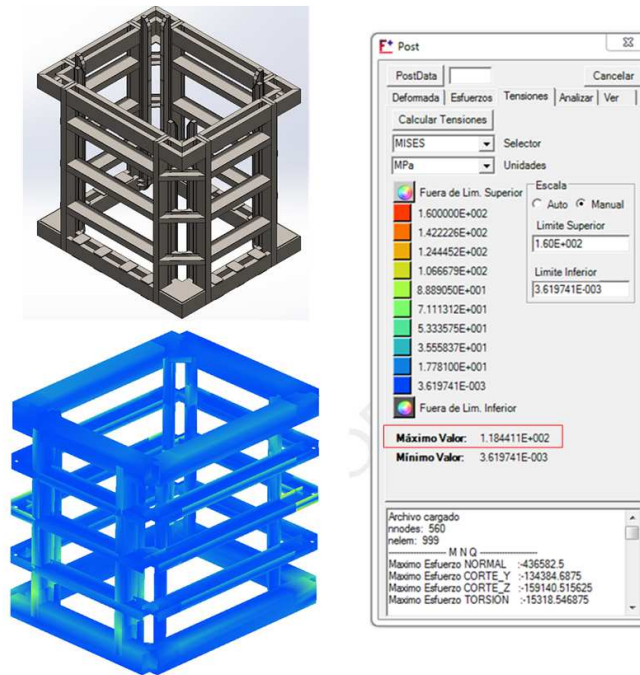 Post
PostData
Cancelar
Deformada Esfuerzos Tensiones Analizar Ver
Calcular Tensiones
MISES Selector
MPa Unidades
Fuera de Lim. Superior
Escala
Auto Manual
Limite Superior
1.60E+002
Limite Inferior
3.619741E-003
1.600000E+002
1.422226E+002
1.244452E+002
1.066679E+002
8.889050E+001
7.111312E+001
5.333575E+001
3.555837E+001
1.778100E+001
3.619741E-003
Fuera de Lim. Inferior
Máximo Valor: 1.184411E+002
Mínimo Valor: 3.619741E-003
Archivo cargado
nnodes: 560
nelem: 999
---------------- M N Q ----------------
Maximo Esfuerzo NORMAL :-436582.5
Maximo Esfuerzo CORTE_Y :-134384.6875
Maximo Esfuerzo CORTE_Z :-159140.515625
Maximo Esfuerzo TORSION :-15318.546875